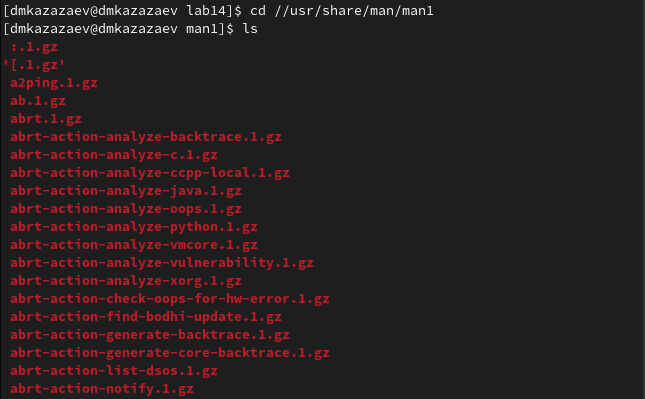 [dmkazazaev@dmkazazaev lab14]$ cd //usr/share/man/man1
[dmkazazaev@dmkazazaev man1]$ ls
:.1.gz
'[.1.gz'
a2ping.1.gz
ab.1.gz
abrt.1.gz
abrt-action-analyze-backtrace.1.gz
abrt-action-analyze-c.1.gz
abrt-action-analyze-ccpp-local.1.gz
abrt-action-analyze-java.1.gz
abrt-action-analyze-oops.1.gz
abrt-action-analyze-python.1.gz
abrt-action-analyze-vmcore.1.gz
abrt-action-analyze-vulnerability.1.gz
abrt-action-analyze-xorg.1.gz
abrt-action-check-oops-for-hw-error.1.gz
abrt-action-find-bodhi-update.1.gz
abrt-action-generate-backtrace.1.gz
abrt-action-generate-core-backtrace.1.gz
abrt-action-list-dsos.1.gz
abrt-action-notify.1.gz